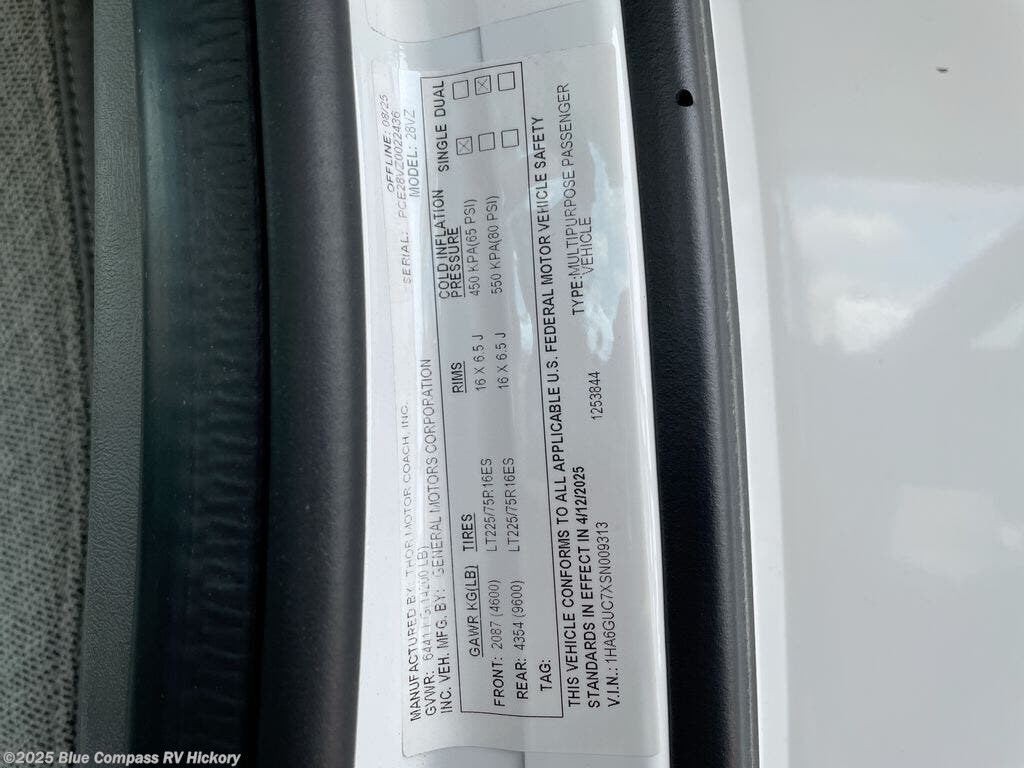 MANUFACTURED BY: THOR MOTOR COACH, INC. OFFLINE: 08/25
GVWR: 6441 KG(14200 LB) SERIAL: PCE28VZ0022436
INC. VEH. MFG. BY: GENERAL MOTORS CORPORATION MODEL: 28VZ
GAWR KG(LB) TIRES RIMS COLD INFLATION PRESSURE SINGLE DUAL
FRONT: 2087 (4600) LT225/75R16ES 16 X 6.5 J 450 KPA(65 PSI) ☒ ☐
REAR: 4354 (9600) LT225/75R16ES 16 X 6.5 J 550 KPA(80 PSI) ☐ ☒
TAG: ☐ ☐
THIS VEHICLE CONFORMS TO ALL APPLICABLE U.S. FEDERAL MOTOR VEHICLE SAFETY
STANDARDS IN EFFECT IN 4/12/2025 TYPE:MULTIPURPOSE PASSENGER
V.I.N.: 1HA6GUC7XSN009313 1253844 VEHICLE
©2025 Blue Compass RV Hickory